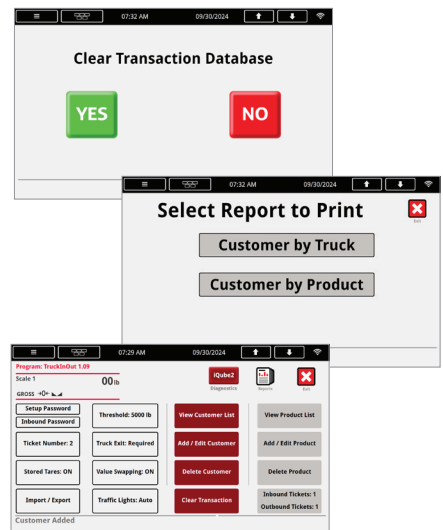 07:32 AM 09/30/2024
Clear Transaction Database
YES NO
07:32 AM 09/30/2024
Select Report to Print
Exit
Customer by Truck
Customer by Product
07:29 AM 09/30/2024
Program: TruckInOut 1.09
Scale 1
00 lb
GROSS →0←
iQube2
Diagnostics
Reports
Exit
Setup Password
Inbound Password
Threshold: 5000 lb
View Customer List
View Product List
Ticket Number: 2
Truck Exit: Required
Add / Edit Customer
Add / Edit Product
Stored Tares: ON
Value Swapping: ON
Delete Customer
Delete Product
Import / Export
Traffic Lights: Auto
Clear Transaction
Inbound Tickets: 1
Outbound Tickets: 1
Customer Added